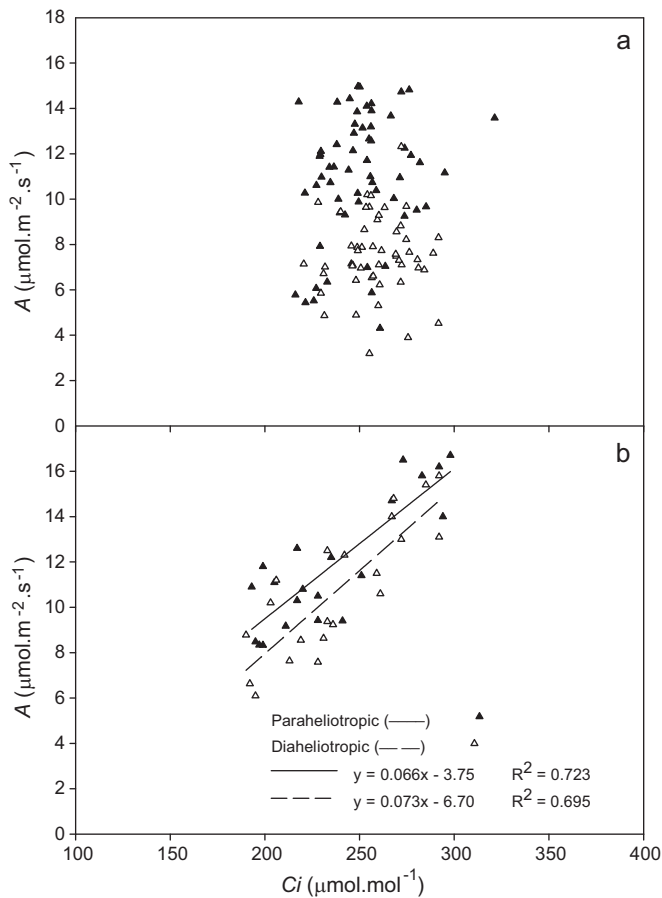 18
a
16
14
12
10
8
6
4
2
0
A (μmol.m⁻².s⁻¹)
b
16
14
12
10
8
6
4
2
0
A (μmol.m⁻².s⁻¹)
Paraheliotropic (——)
Diaheliotropic (— —)
y = 0.066x - 3.75 R² = 0.723
y = 0.073x - 6.70 R² = 0.695
100 150 200 250 300 350 400
Ci (μmol.mol⁻¹)